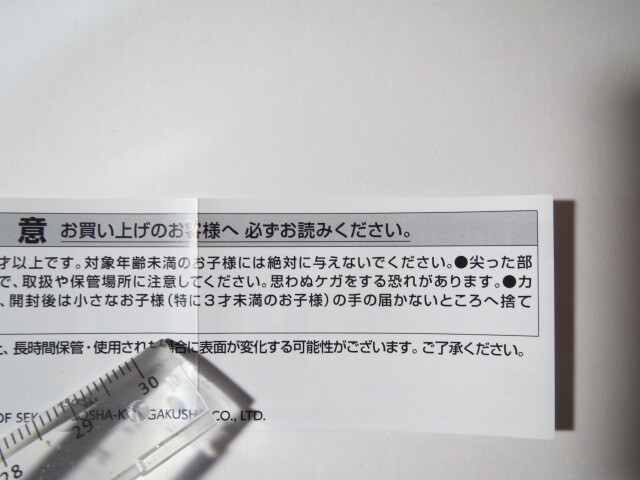 意 お買い上げのお客様へ 必ずお読みください。
才以上です。対象年齢未満のお子様には絶対に与えないでください。●尖った部
で、取扱や保管場所に注意してください。思わぬケガをする恐れがあります。●カ
、開封後は小さなお子様(特に3才未満のお子様)の手の届かないところへ捨て
、長時間保管・使用された場合に表面が変化する可能性がございます。ご了承ください。
30
29
28
OF CO., LTD.